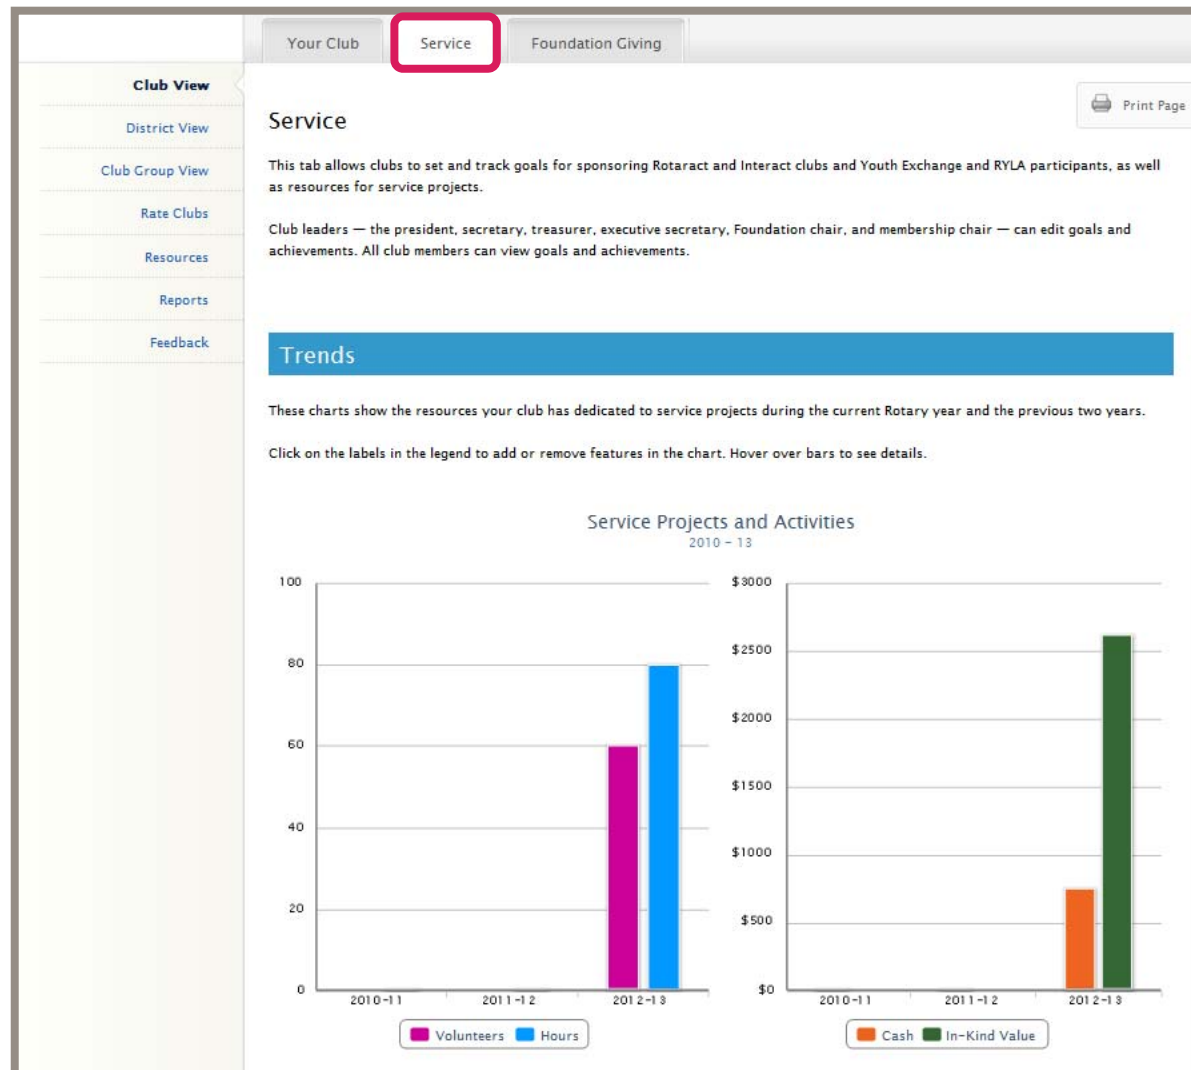 Your Club
Service
Foundation Giving
Club View
District View
Club Group View
Rate Clubs
Resources
Reports
Feedback
Print Page
Service
This tab allows clubs to set and track goals for sponsoring Rotaract and Interact clubs and Youth Exchange and RYLA participants, as well
as resources for service projects.
Club leaders — the president, secretary, treasurer, executive secretary, Foundation chair, and membership chair — can edit goals and
achievements. All club members can view goals and achievements.
Trends
These charts show the resources your club has dedicated to service projects during the current Rotary year and the previous two years.
Click on the labels in the legend to add or remove features in the chart. Hover over bars to see details.
Service Projects and Activities
2010 – 13
100
80
60
40
20
0
2010-11 2011-12 2012-13
Volunteers Hours
$3000
$2500
$2000
$1500
$1000
$500
$0
2010-11 2011-12 2012-13
Cash In-Kind Value